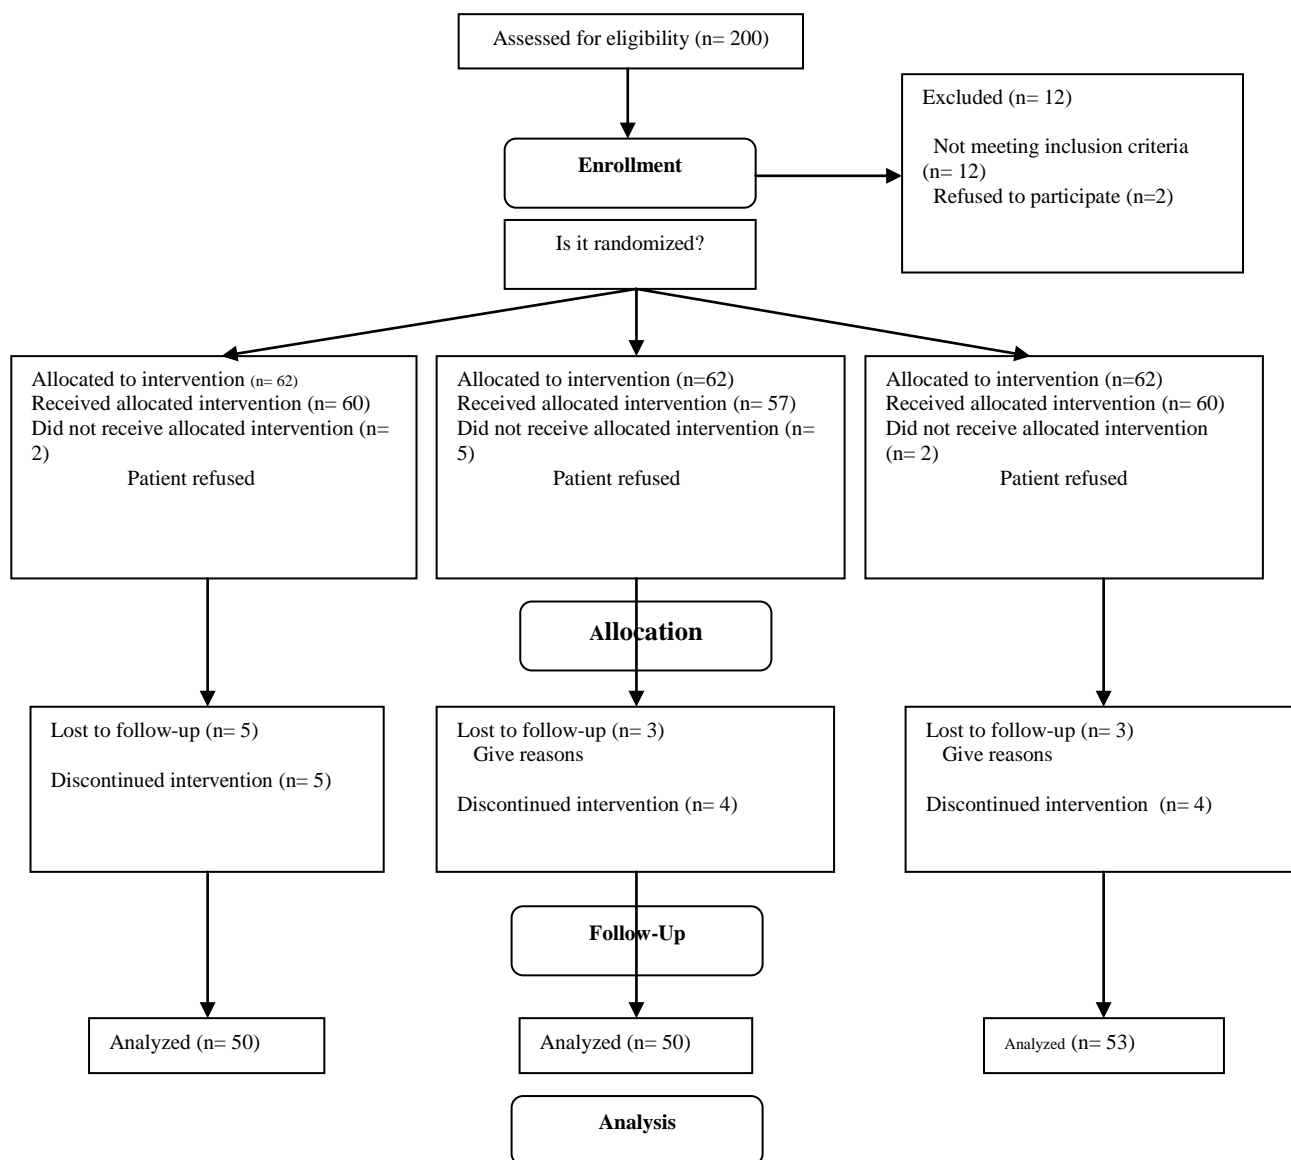 Assessed for eligibility (n= 200)
Excluded (n= 12)
Not meeting inclusion criteria
(n= 12)
Refused to participate (n=2)
Enrollment
Is it randomized?
Allocated to intervention (n= 62)
Received allocated intervention (n= 60)
Did not receive allocated intervention (n=
2)
Patient refused
Allocated to intervention (n=62)
Received allocated intervention (n= 57)
Did not receive allocated intervention (n=
5)
Patient refused
Allocated to intervention (n=62)
Received allocated intervention (n= 60)
Did not receive allocated intervention
(n= 2)
Patient refused
Allocation
Lost to follow-up (n= 5)
Discontinued intervention (n= 5)
Lost to follow-up (n= 3)
Give reasons
Discontinued intervention (n= 4)
Lost to follow-up (n= 3)
Give reasons
Discontinued intervention (n= 4)
Follow-Up
Analyzed (n= 50)
Analyzed (n= 50)
Analyzed (n= 53)
Analysis